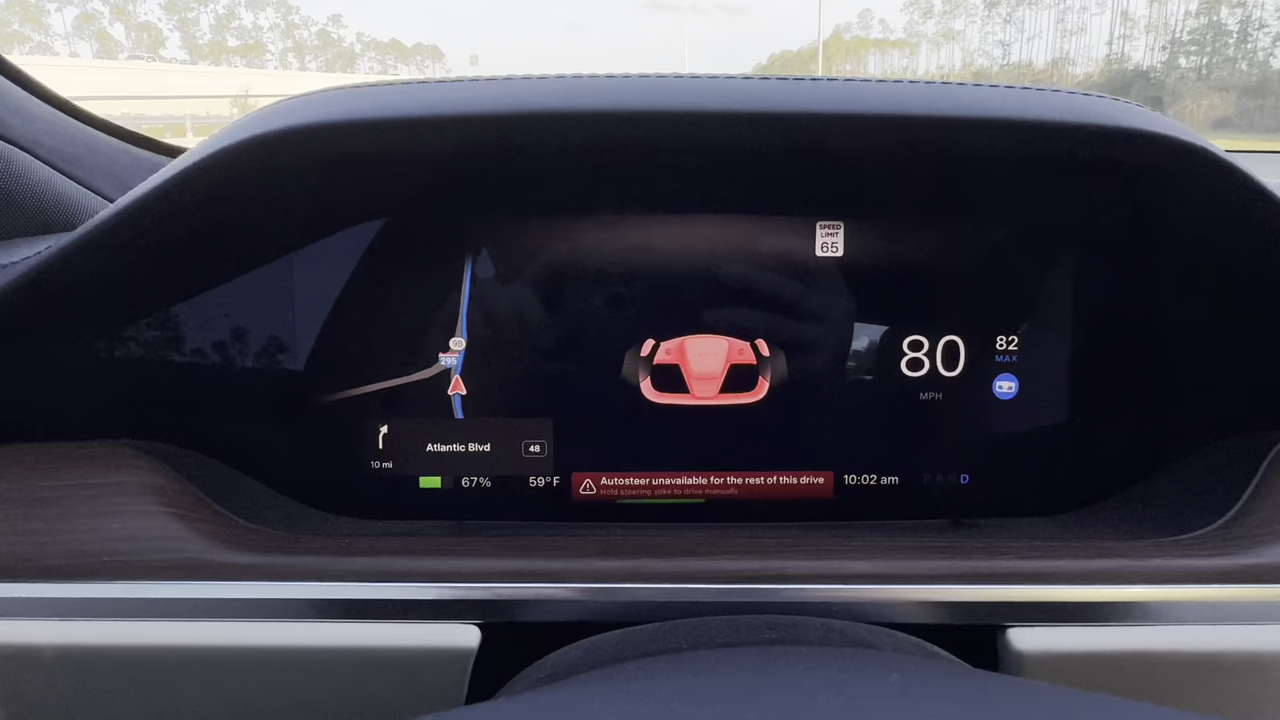 SPEED
LIMIT
65
9B
295
80
MPH
82
MAX
Atlantic Blvd
48
10 mi
67%
59°F
Autosteer unavailable for the rest of this drive
Hold steering yoke to drive manually
10:02 am
P R N D